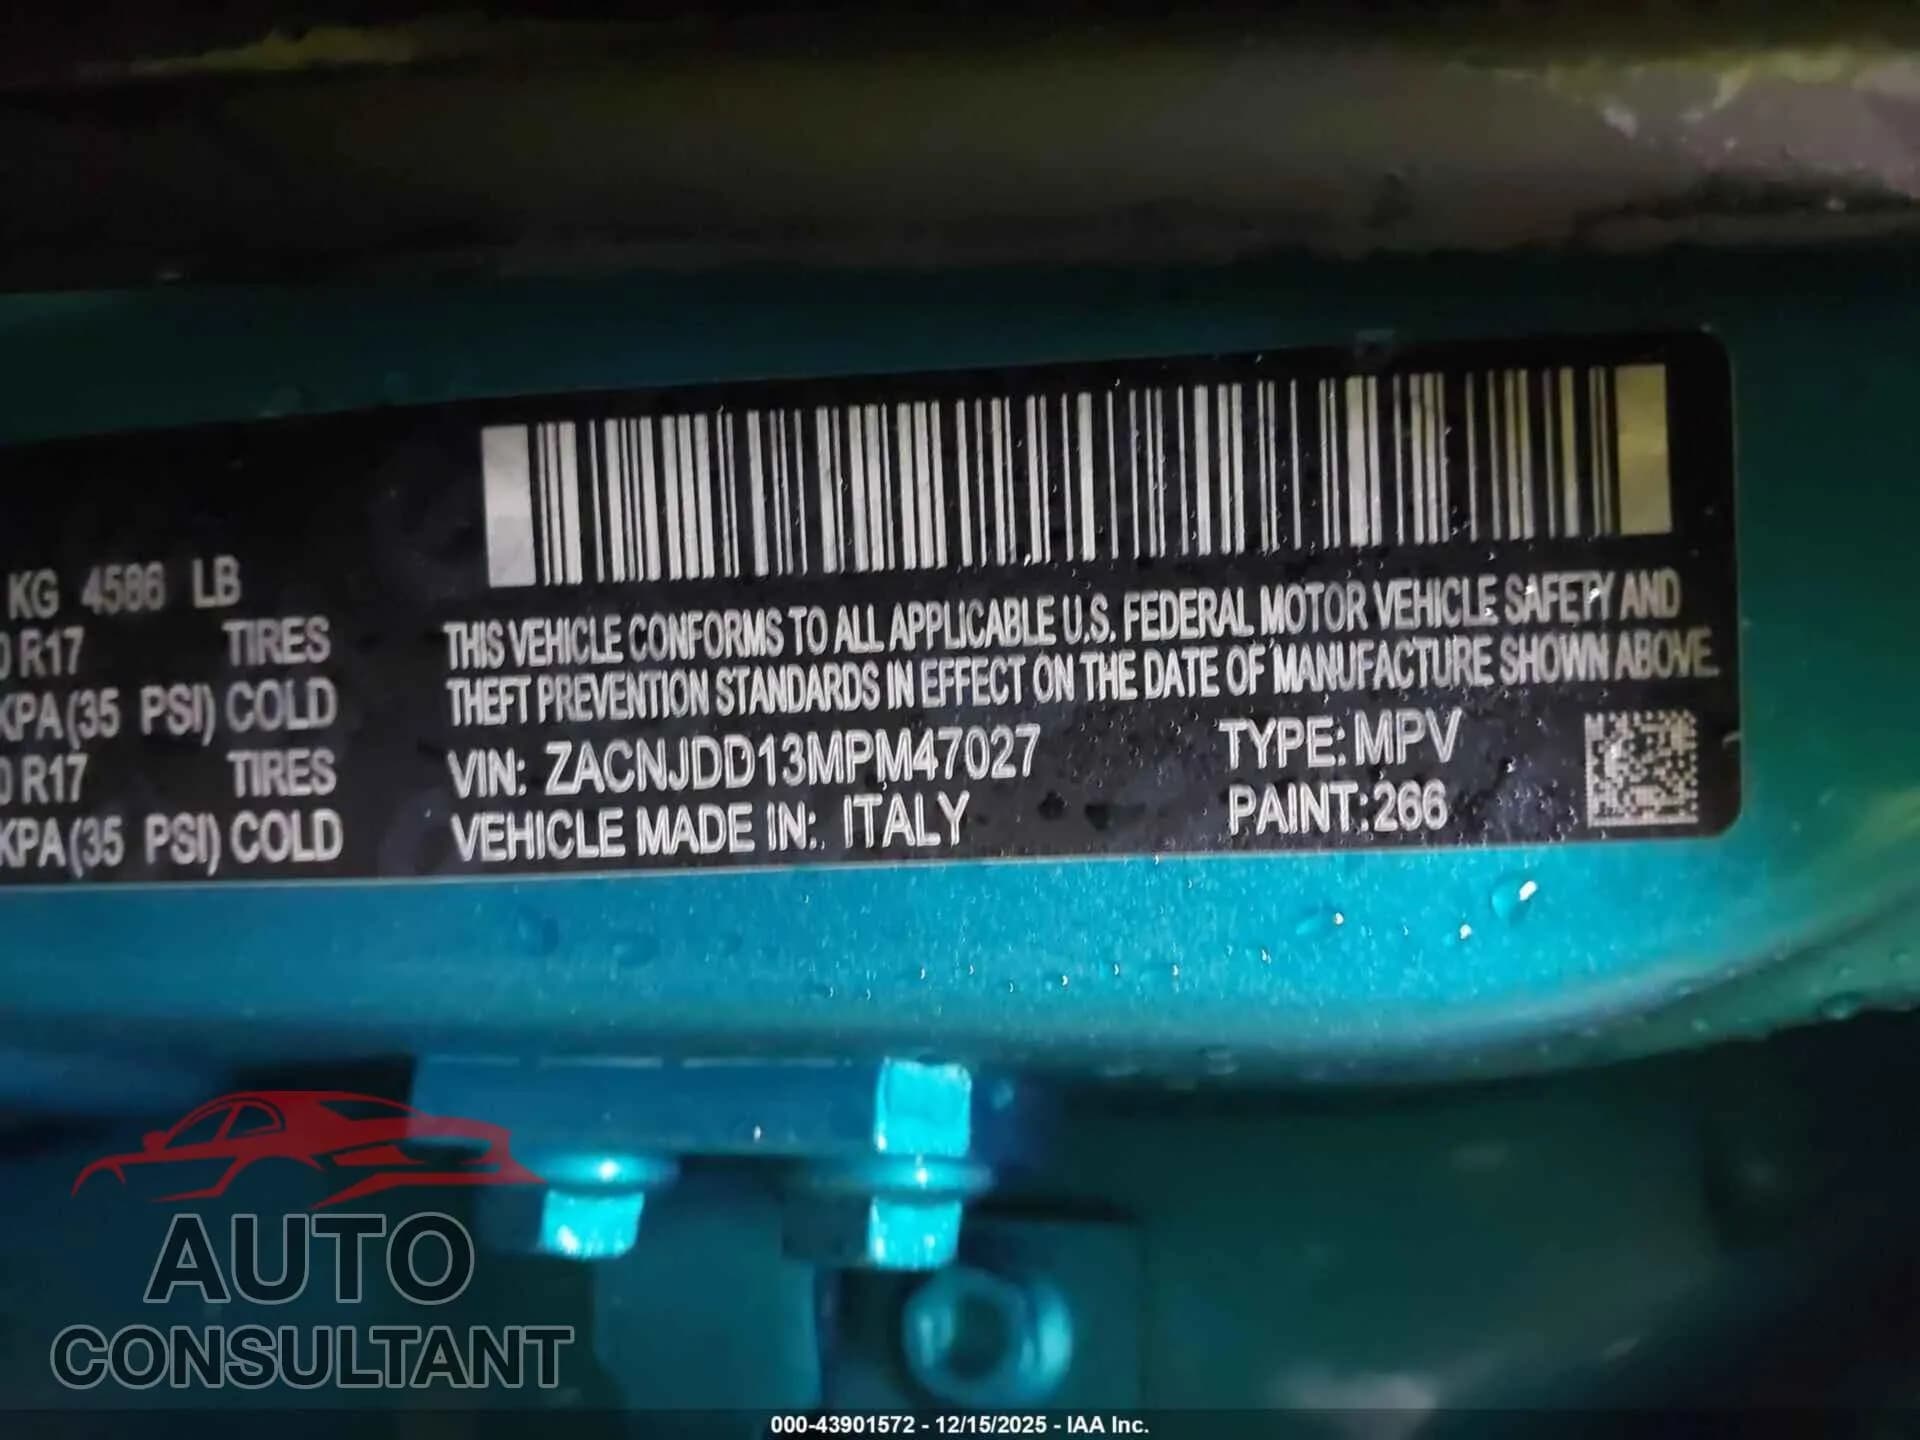 KG 4586 LB
0 R17 TIRES
KPA (35 PSI) COLD
0 R17 TIRES
KPA (35 PSI) COLD
THIS VEHICLE CONFORMS TO ALL APPLICABLE U.S. FEDERAL MOTOR VEHICLE SAFETY AND
THEFT PREVENTION STANDARDS IN EFFECT ON THE DATE OF MANUFACTURE SHOWN ABOVE.
VIN: ZACNJDD13MPM47027 TYPE: MPV
VEHICLE MADE IN: ITALY PAINT: 266
AUTO
CONSULTANT
000-43901572 - 12/15/2025 - IAA Inc.